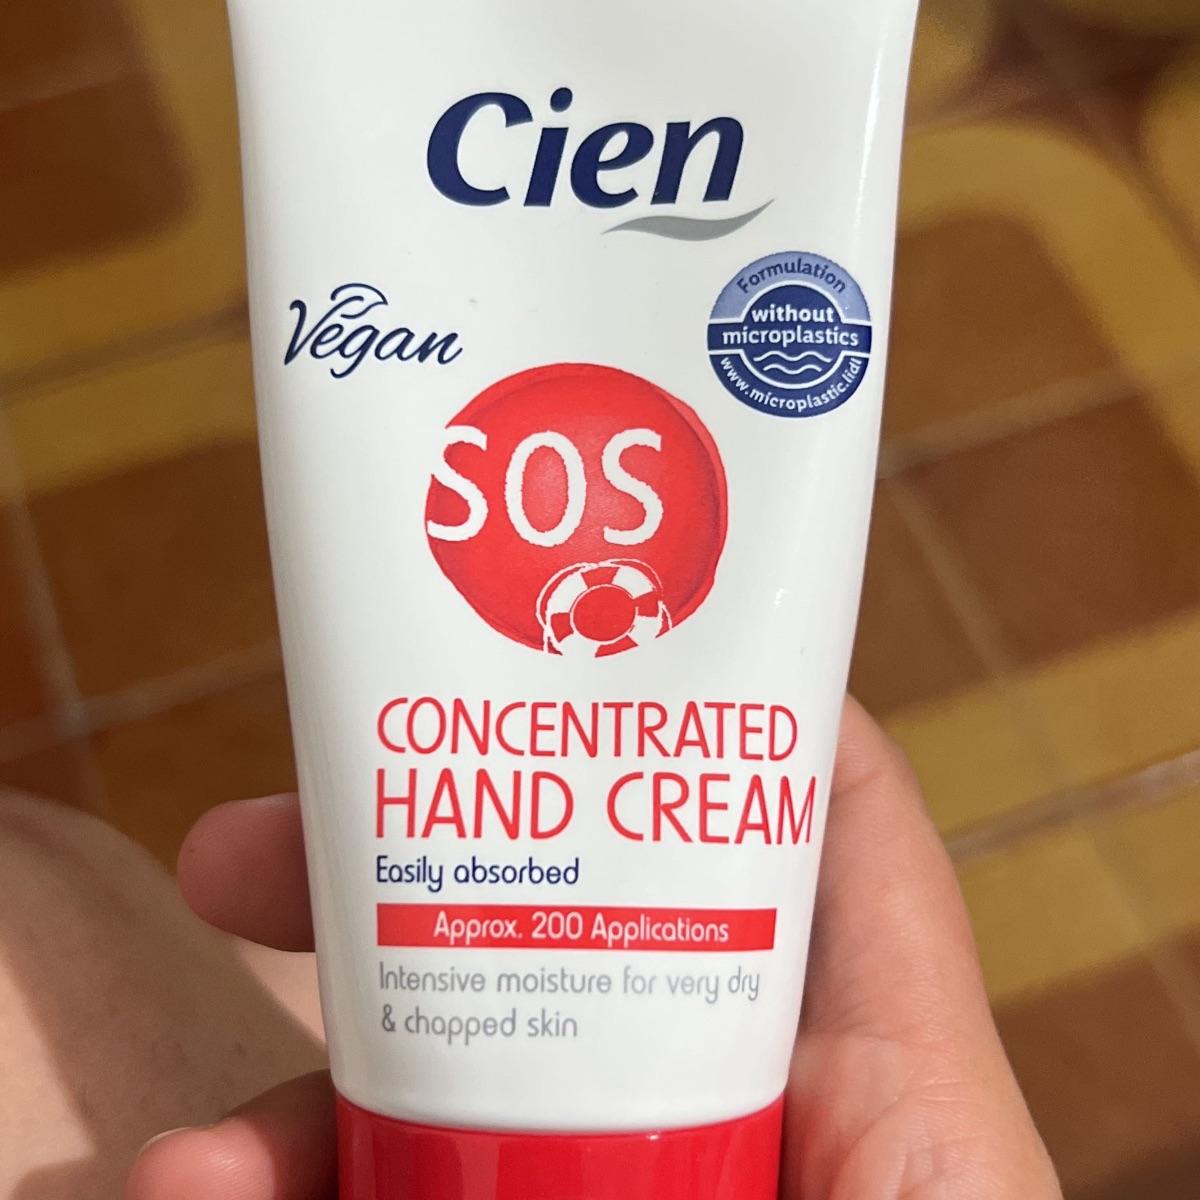 Cien
Vegan
Formulation
without
microplastics
www.microplastic.lidl
SOS
CONCENTRATED
HAND CREAM
Easily absorbed
Approx. 200 Applications
Intensive moisture for very dry
& chapped skin